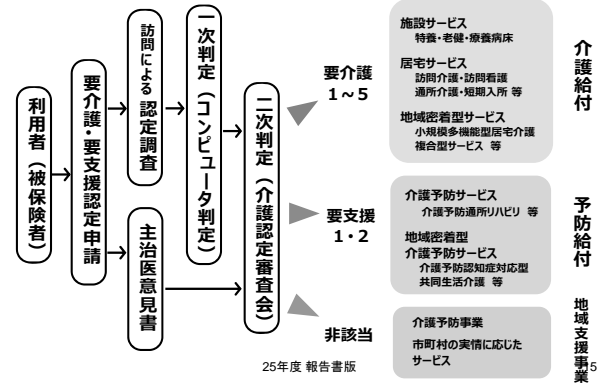 利用者（被保険者）
要介護・要支援認定申請
訪問による認定調査
主治医意見書
一次判定（コンピュータ判定）
二次判定（介護認定審査会）
要介護
1～5
施設サービス
特養・老健・療養病床
居宅サービス
訪問介護・訪問看護
通所介護・短期入所 等
地域密着型サービス
小規模多機能型居宅介護
複合型サービス 等
介護給付
要支援
1・2
介護予防サービス
介護予防通所リハビリ 等
地域密着型
介護予防サービス
介護予防認知症対応型
共同生活介護 等
予防給付
非該当
介護予防事業
市町村の実情に応じた
サービス
地域支援事業
25年度 報告書版